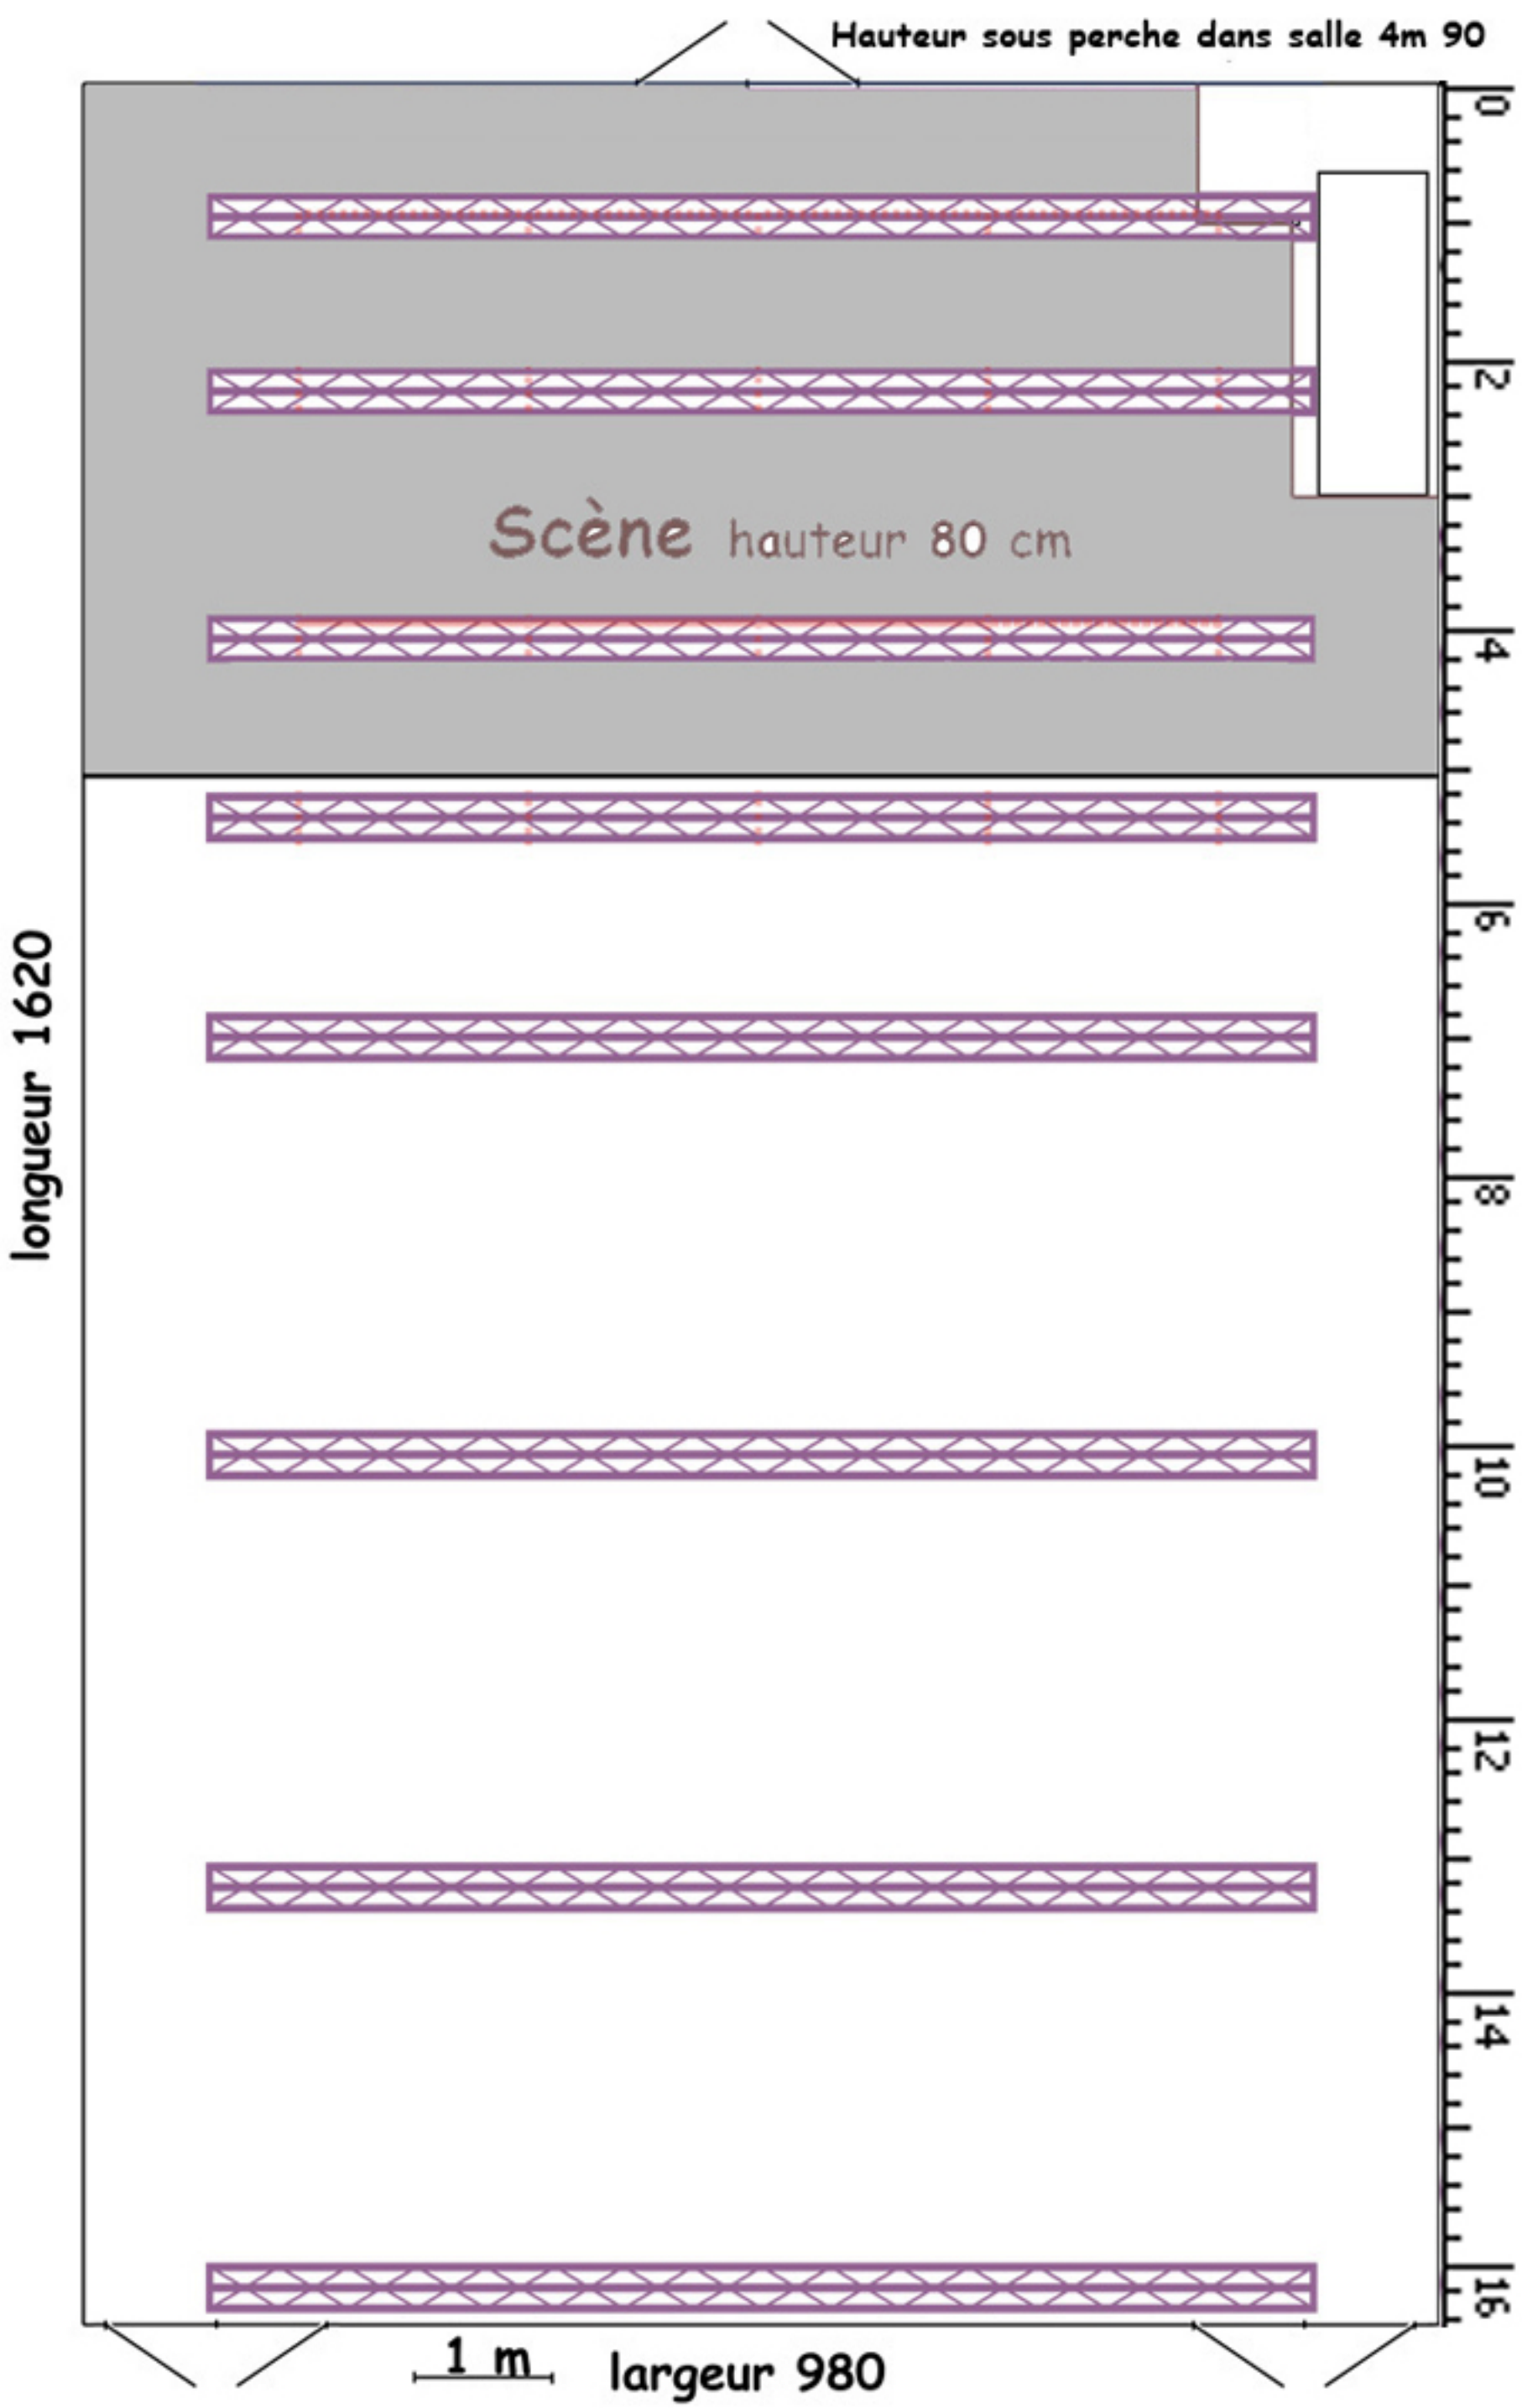 Hauteur sous perche dans salle 4m 90
0
2
Scène hauteur 80 cm
4
6
longueur 1620
8
10
12
14
16
1 m
largeur 980